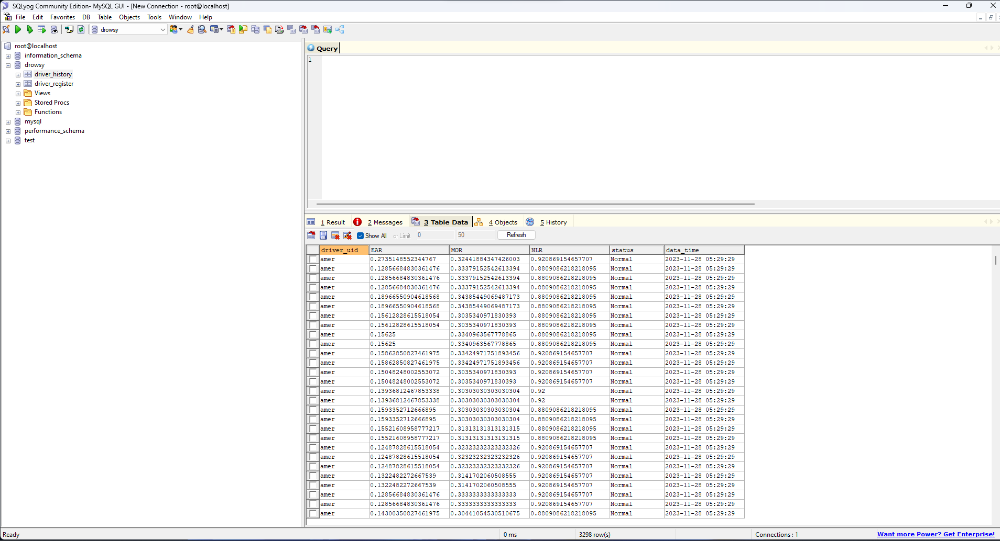 SQLyog Community Edition- MySQL GUI - [New Connection - root@localhost]
File Edit Favorites DB Table Objects Tools Window Help
drowsy
root@localhost
information_schema
drowsy
driver_history
driver_register
Views
Stored Procs
Functions
mysql
performance_schema
test
Query
1
1 Result 2 Messages 3 Table Data 4 Objects 5 History
Show All or Limit 0 50 Refresh
driver_uid EAR MOR NLR status data_time
amer 0.2735148552344767 0.32441884347426003 0.920869154657707 Normal 2023-11-28 05:29:29
amer 0.12856684830361476 0.33379152542613394 0.8809086218218095 Normal 2023-11-28 05:29:29
amer 0.12856684830361476 0.33379152542613394 0.8809086218218095 Normal 2023-11-28 05:29:29
amer 0.12856684830361476 0.33379152542613394 0.8809086218218095 Normal 2023-11-28 05:29:29
amer 0.18966550904618568 0.34385449069487173 0.8809086218218095 Normal 2023-11-28 05:29:29
amer 0.18966550904618568 0.34385449069487173 0.8809086218218095 Normal 2023-11-28 05:29:29
amer 0.15612828615518054 0.3035340971830393 0.8809086218218095 Normal 2023-11-28 05:29:29
amer 0.15612828615518054 0.3035340971830393 0.8809086218218095 Normal 2023-11-28 05:29:29
amer 0.15625 0.3340963567778865 0.8809086218218095 Normal 2023-11-28 05:29:29
amer 0.15625 0.3340963567778865 0.8809086218218095 Normal 2023-11-28 05:29:29
amer 0.15862850827461975 0.33424971751893456 0.920869154657707 Normal 2023-11-28 05:29:29
amer 0.15862850827461975 0.33424971751893456 0.920869154657707 Normal 2023-11-28 05:29:29
amer 0.15048248002553072 0.3035340971830393 0.920869154657707 Normal 2023-11-28 05:29:29
amer 0.15048248002553072 0.3035340971830393 0.920869154657707 Normal 2023-11-28 05:29:29
amer 0.13936812467853338 0.30303030303030304 0.92 Normal 2023-11-28 05:29:29
amer 0.13936812467853338 0.30303030303030304 0.92 Normal 2023-11-28 05:29:29
amer 0.1593352712666895 0.30303030303030304 0.8809086218218095 Normal 2023-11-28 05:29:29
amer 0.1593352712666895 0.30303030303030304 0.8809086218218095 Normal 2023-11-28 05:29:29
amer 0.15521608958777217 0.31313131313131315 0.8809086218218095 Normal 2023-11-28 05:29:29
amer 0.15521608958777217 0.31313131313131315 0.8809086218218095 Normal 2023-11-28 05:29:29
amer 0.12487828615518054 0.32323232323232326 0.920869154657707 Normal 2023-11-28 05:29:29
amer 0.12487828615518054 0.32323232323232326 0.920869154657707 Normal 2023-11-28 05:29:29
amer 0.12487828615518054 0.32323232323232326 0.920869154657707 Normal 2023-11-28 05:29:29
amer 0.1322482272667539 0.3141702060508555 0.920869154657707 Normal 2023-11-28 05:29:29
amer 0.1322482272667539 0.3141702060508555 0.920869154657707 Normal 2023-11-28 05:29:29
amer 0.12856684830361476 0.3333333333333333 0.920869154657707 Normal 2023-11-28 05:29:29
amer 0.12856684830361476 0.3333333333333333 0.920869154657707 Normal 2023-11-28 05:29:29
amer 0.14300350827461975 0.30441054530510675 0.8809086218218095 Normal 2023-11-28 05:29:29
Ready 0 ms 3298 row(s) Connections : 1 Want more Power? Get Enterprise!